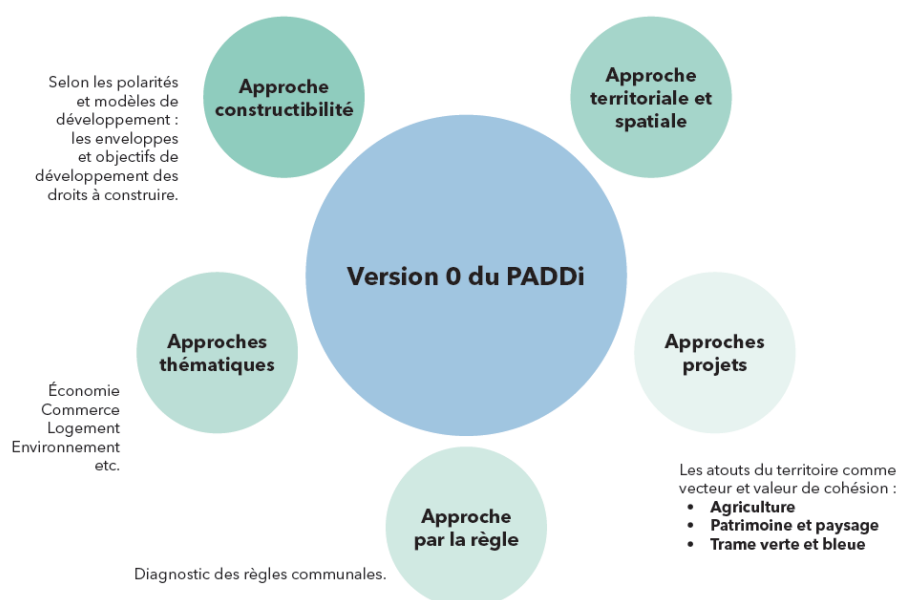 Approche
constructibilité
Selon les polarités
et modèles de
développement :
les enveloppes
et objectifs de
développement des
droits à construire.
Approche
territoriale et
spatiale
Version 0 du PADDi
Approches
thématiques
Économie
Commerce
Logement
Environnement
etc.
Approches
projets
Les atouts du territoire comme
vecteur et valeur de cohésion :
• Agriculture
• Patrimoine et paysage
• Trame verte et bleue
Approche
par la règle
Diagnostic des règles communales.